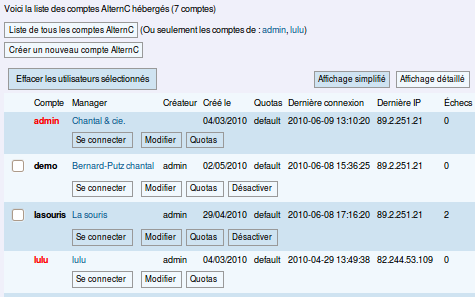 Voici la liste des comptes AlternC hébergés (7 comptes)
Liste de tous les comptes AlternC (Ou seulement les comptes de : admin, lulu)
Créer un nouveau compte AlternC
Effacer les utilisateurs sélectionnés Affichage simplifié Affichage détaillé
Compte Manager Créateur Créé le Quotas Dernière connexion Dernière IP Échecs
admin Chantal & cie. 04/03/2010 default 2010-06-09 13:10:20 89.2.251.21 0
Se connecter Modifier Quotas
demo Bernard-Putz chantal admin 02/05/2010 default 2010-06-08 15:36:25 89.2.251.21 0
Se connecter Modifier Quotas Désactiver
lasouris La souris admin 29/04/2010 default 2010-06-08 17:16:20 89.2.251.21 2
Se connecter Modifier Quotas Désactiver
lulu lulu admin 04/03/2010 default 2010-04-29 13:49:38 82.244.53.109 0
Se connecter Modifier Quotas